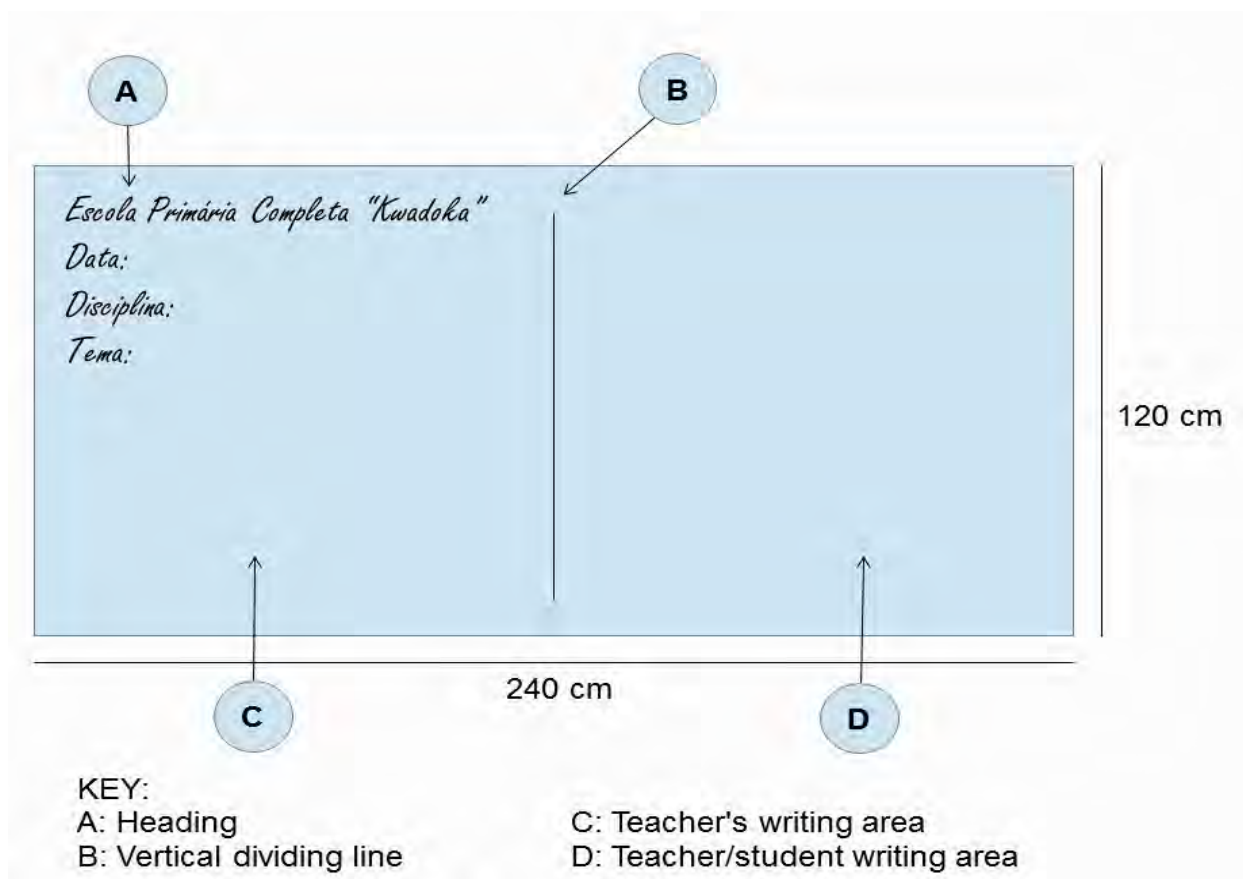 A
B
Escola Primária Completa "Kwadoka"
Data:
Disciplina:
Tema:
120 cm
240 cm
C
D
KEY:
A: Heading
B: Vertical dividing line
C: Teacher's writing area
D: Teacher/student writing area